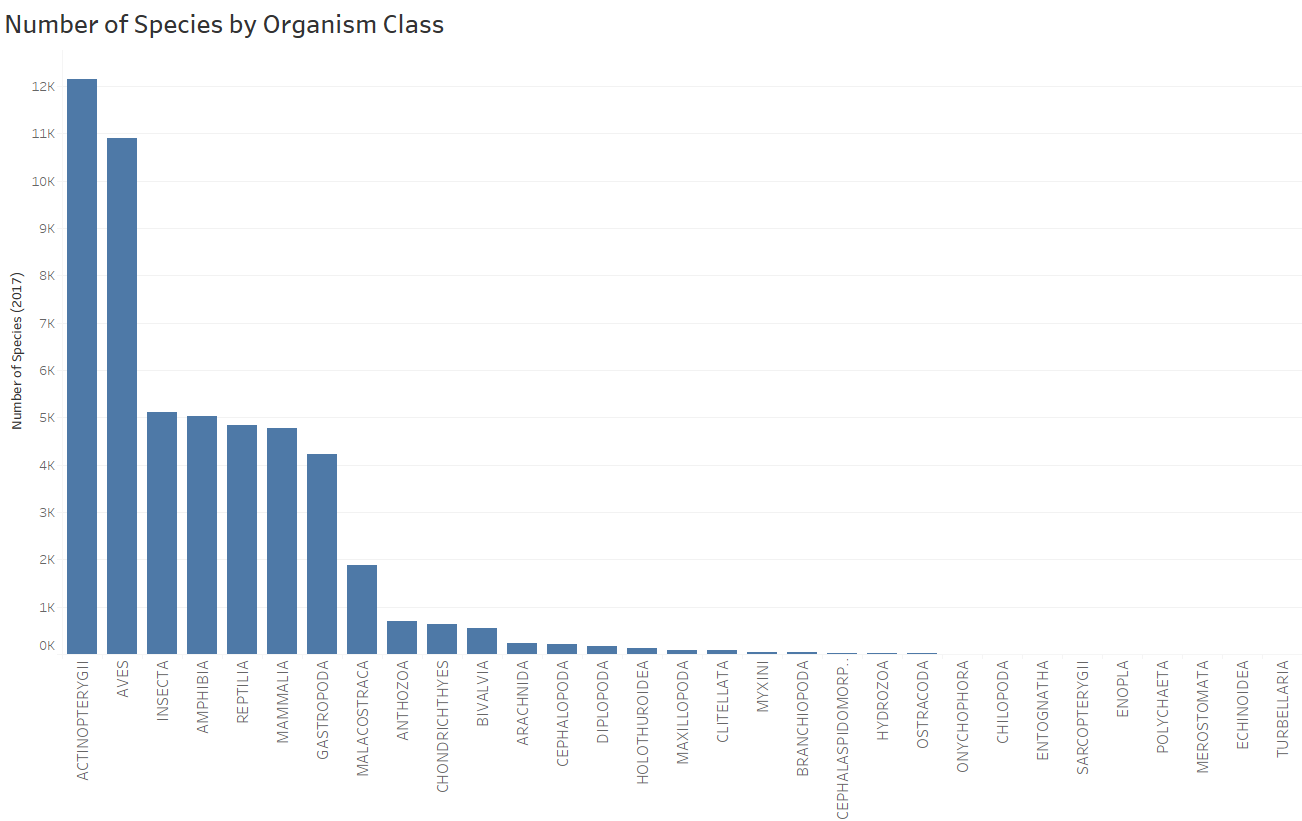 Number of Species by Organism Class
Number of Species (2017)
12K
11K
10K
9K
8K
7K
6K
5K
4K
3K
2K
1K
0K
ACTINOPTERYGII
AVES
INSECTA
AMPHIBIA
REPTILIA
MAMMALIA
GASTROPODA
MALACOSTRACA
ANTHOZOA
CHONDRICHTHYES
BIVALVIA
ARACHNIDA
CEPHALOPODA
DIPLOPODA
HOLOTHUROIDEA
MAXILLOPODA
CLITELLATA
MYXINI
BRANCHIOPODA
CEPHALASPIDOMORP..
HYDROZOA
OSTRACODA
ONYCHOPHORA
CHILOPODA
ENTOGNATHA
SARCOPTERYGII
ENOPLA
POLYCHAETA
MEROSTOMATA
ECHINOIDEA
TURBELLARIA